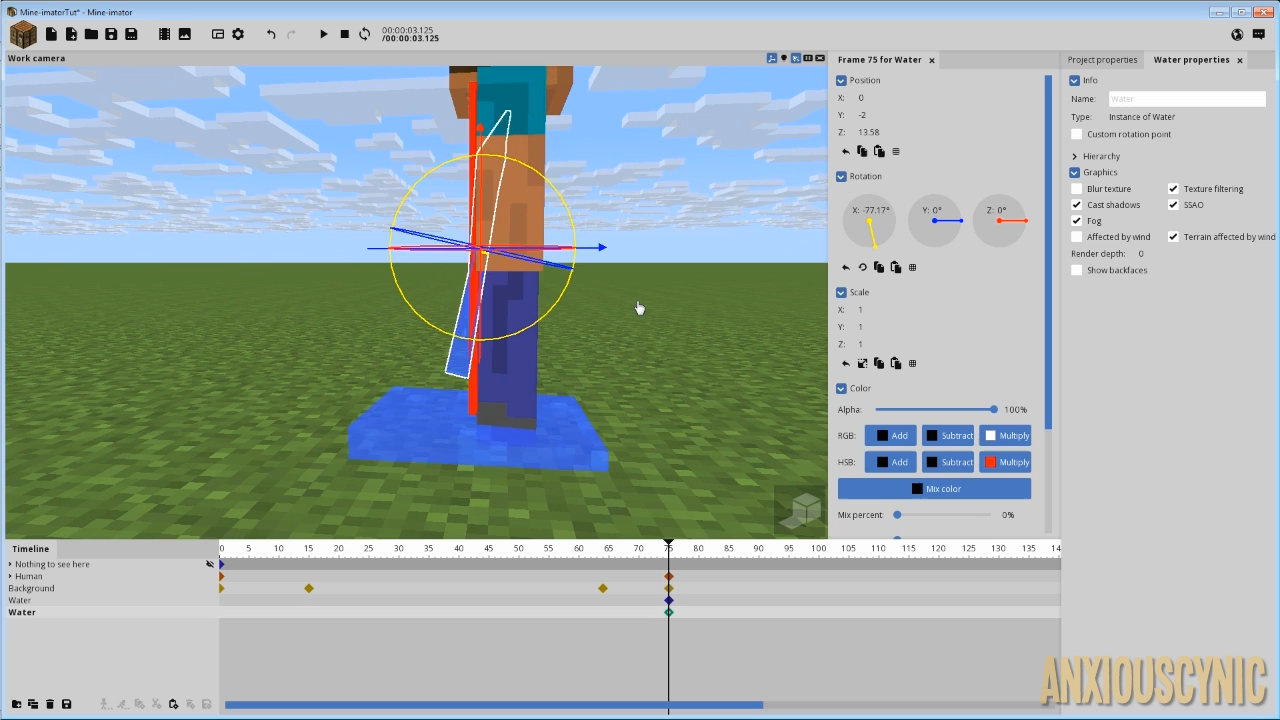 Mine-imatorTut* - Mine-imator
00:00:03.125
/00:00:03.125
Work camera
Frame 75 for Water
Position
X: 0
Y: -2
Z: 13.58
Rotation
X: -77.17° Y: 0° Z: 0°
Scale
X: 1
Y: 1
Z: 1
Color
Alpha: 100%
RGB: Add Subtract Multiply
HSB: Add Subtract Multiply
Mix color
Mix percent: 0%
Project properties Water properties
Info
Name: Water
Type: Instance of Water
Custom rotation point
Hierarchy
Graphics
Blur texture Texture filtering
Cast shadows SSAO
Fog
Affected by wind Terrain affected by wind
Render depth: 0
Show backfaces
Timeline
0 5 10 15 20 25 30 35 40 45 50 55 60 65 70 75 80 85 90 95 100 105 110 115 120 125 130 135 14
Nothing to see here
Human
Background
Water
Water
ANXIOUSCYNIC